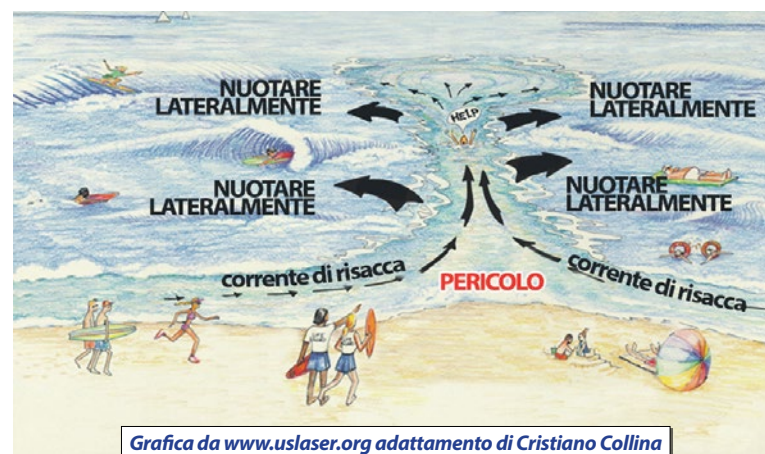 NUOTARE
LATERALMENTE
NUOTARE
LATERALMENTE
HELP
NUOTARE
LATERALMENTE
NUOTARE
LATERALMENTE
corrente di risacca
PERICOLO
corrente di risacca
Grafica da www.uslaser.org adattamento di Cristiano Collina